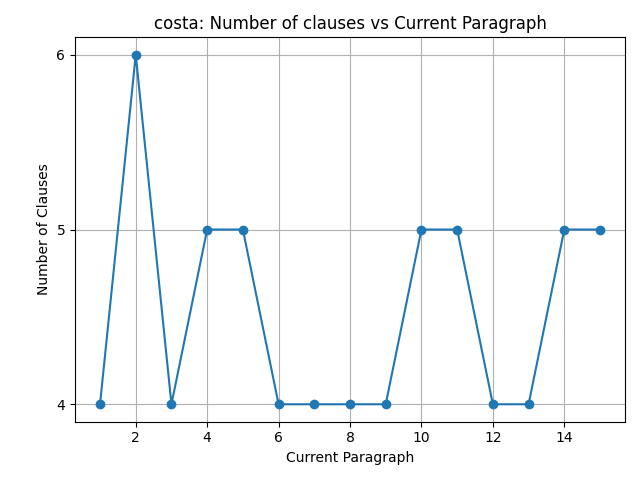 costa: Number of clauses vs Current Paragraph
6
5
4
Number of Clauses
2 4 6 8 10 12 14
Current Paragraph